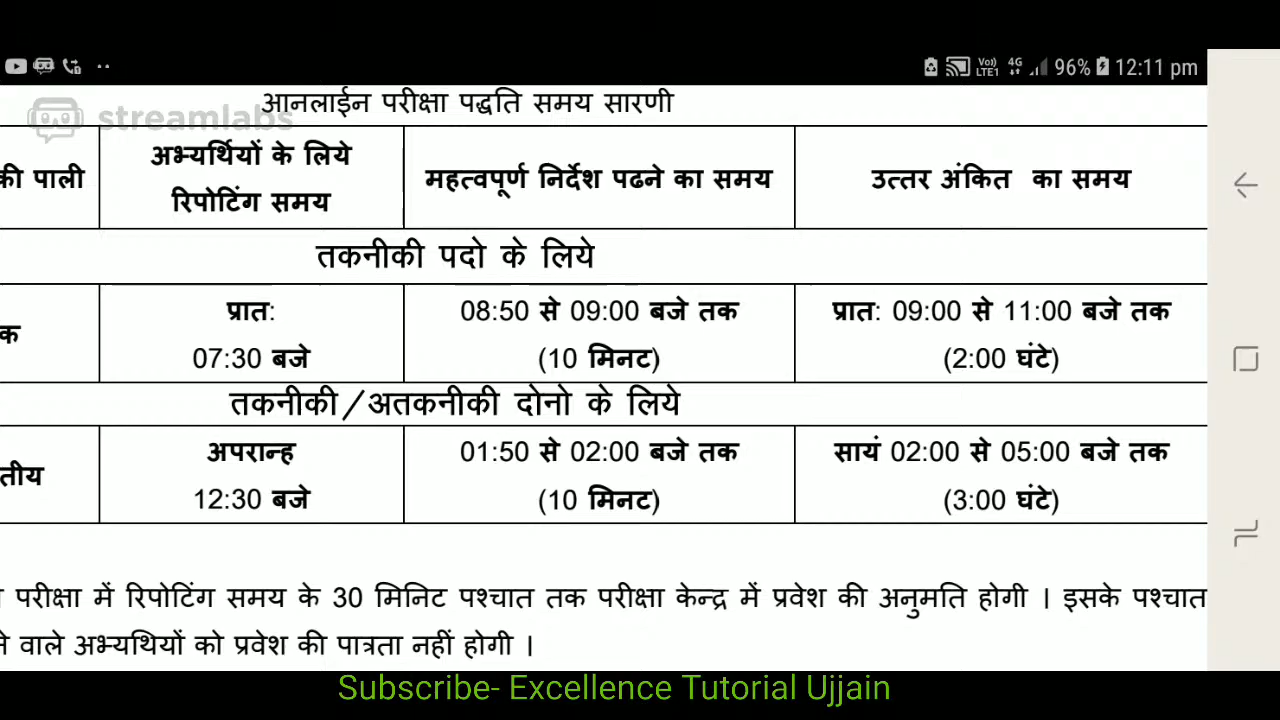 Vo) LTE1 4G 96% 12:11 pm
streamlabs
आनलाईन परीक्षा पद्धति समय सारणी
की पाली
अभ्यर्थियों के लिये
रिपोटिंग समय
महत्वपूर्ण निर्देश पढने का समय
उत्तर अंकित का समय
तकनीकी पदो के लिये
क
प्रात:
07:30 बजे
08:50 से 09:00 बजे तक
(10 मिनट)
प्रात: 09:00 से 11:00 बजे तक
(2:00 घंटे)
तकनीकी/अतकनीकी दोनो के लिये
तीय
अपरान्ह
12:30 बजे
01:50 से 02:00 बजे तक
(10 मिनट)
सायं 02:00 से 05:00 बजे तक
(3:00 घंटे)
परीक्षा में रिपोटिंग समय के 30 मिनिट पश्चात तक परीक्षा केन्द्र में प्रवेश की अनुमति होगी । इसके पश्चात
वाले अभ्यथियों को प्रवेश की पात्रता नहीं होगी ।
Subscribe- Excellence Tutorial Ujjain